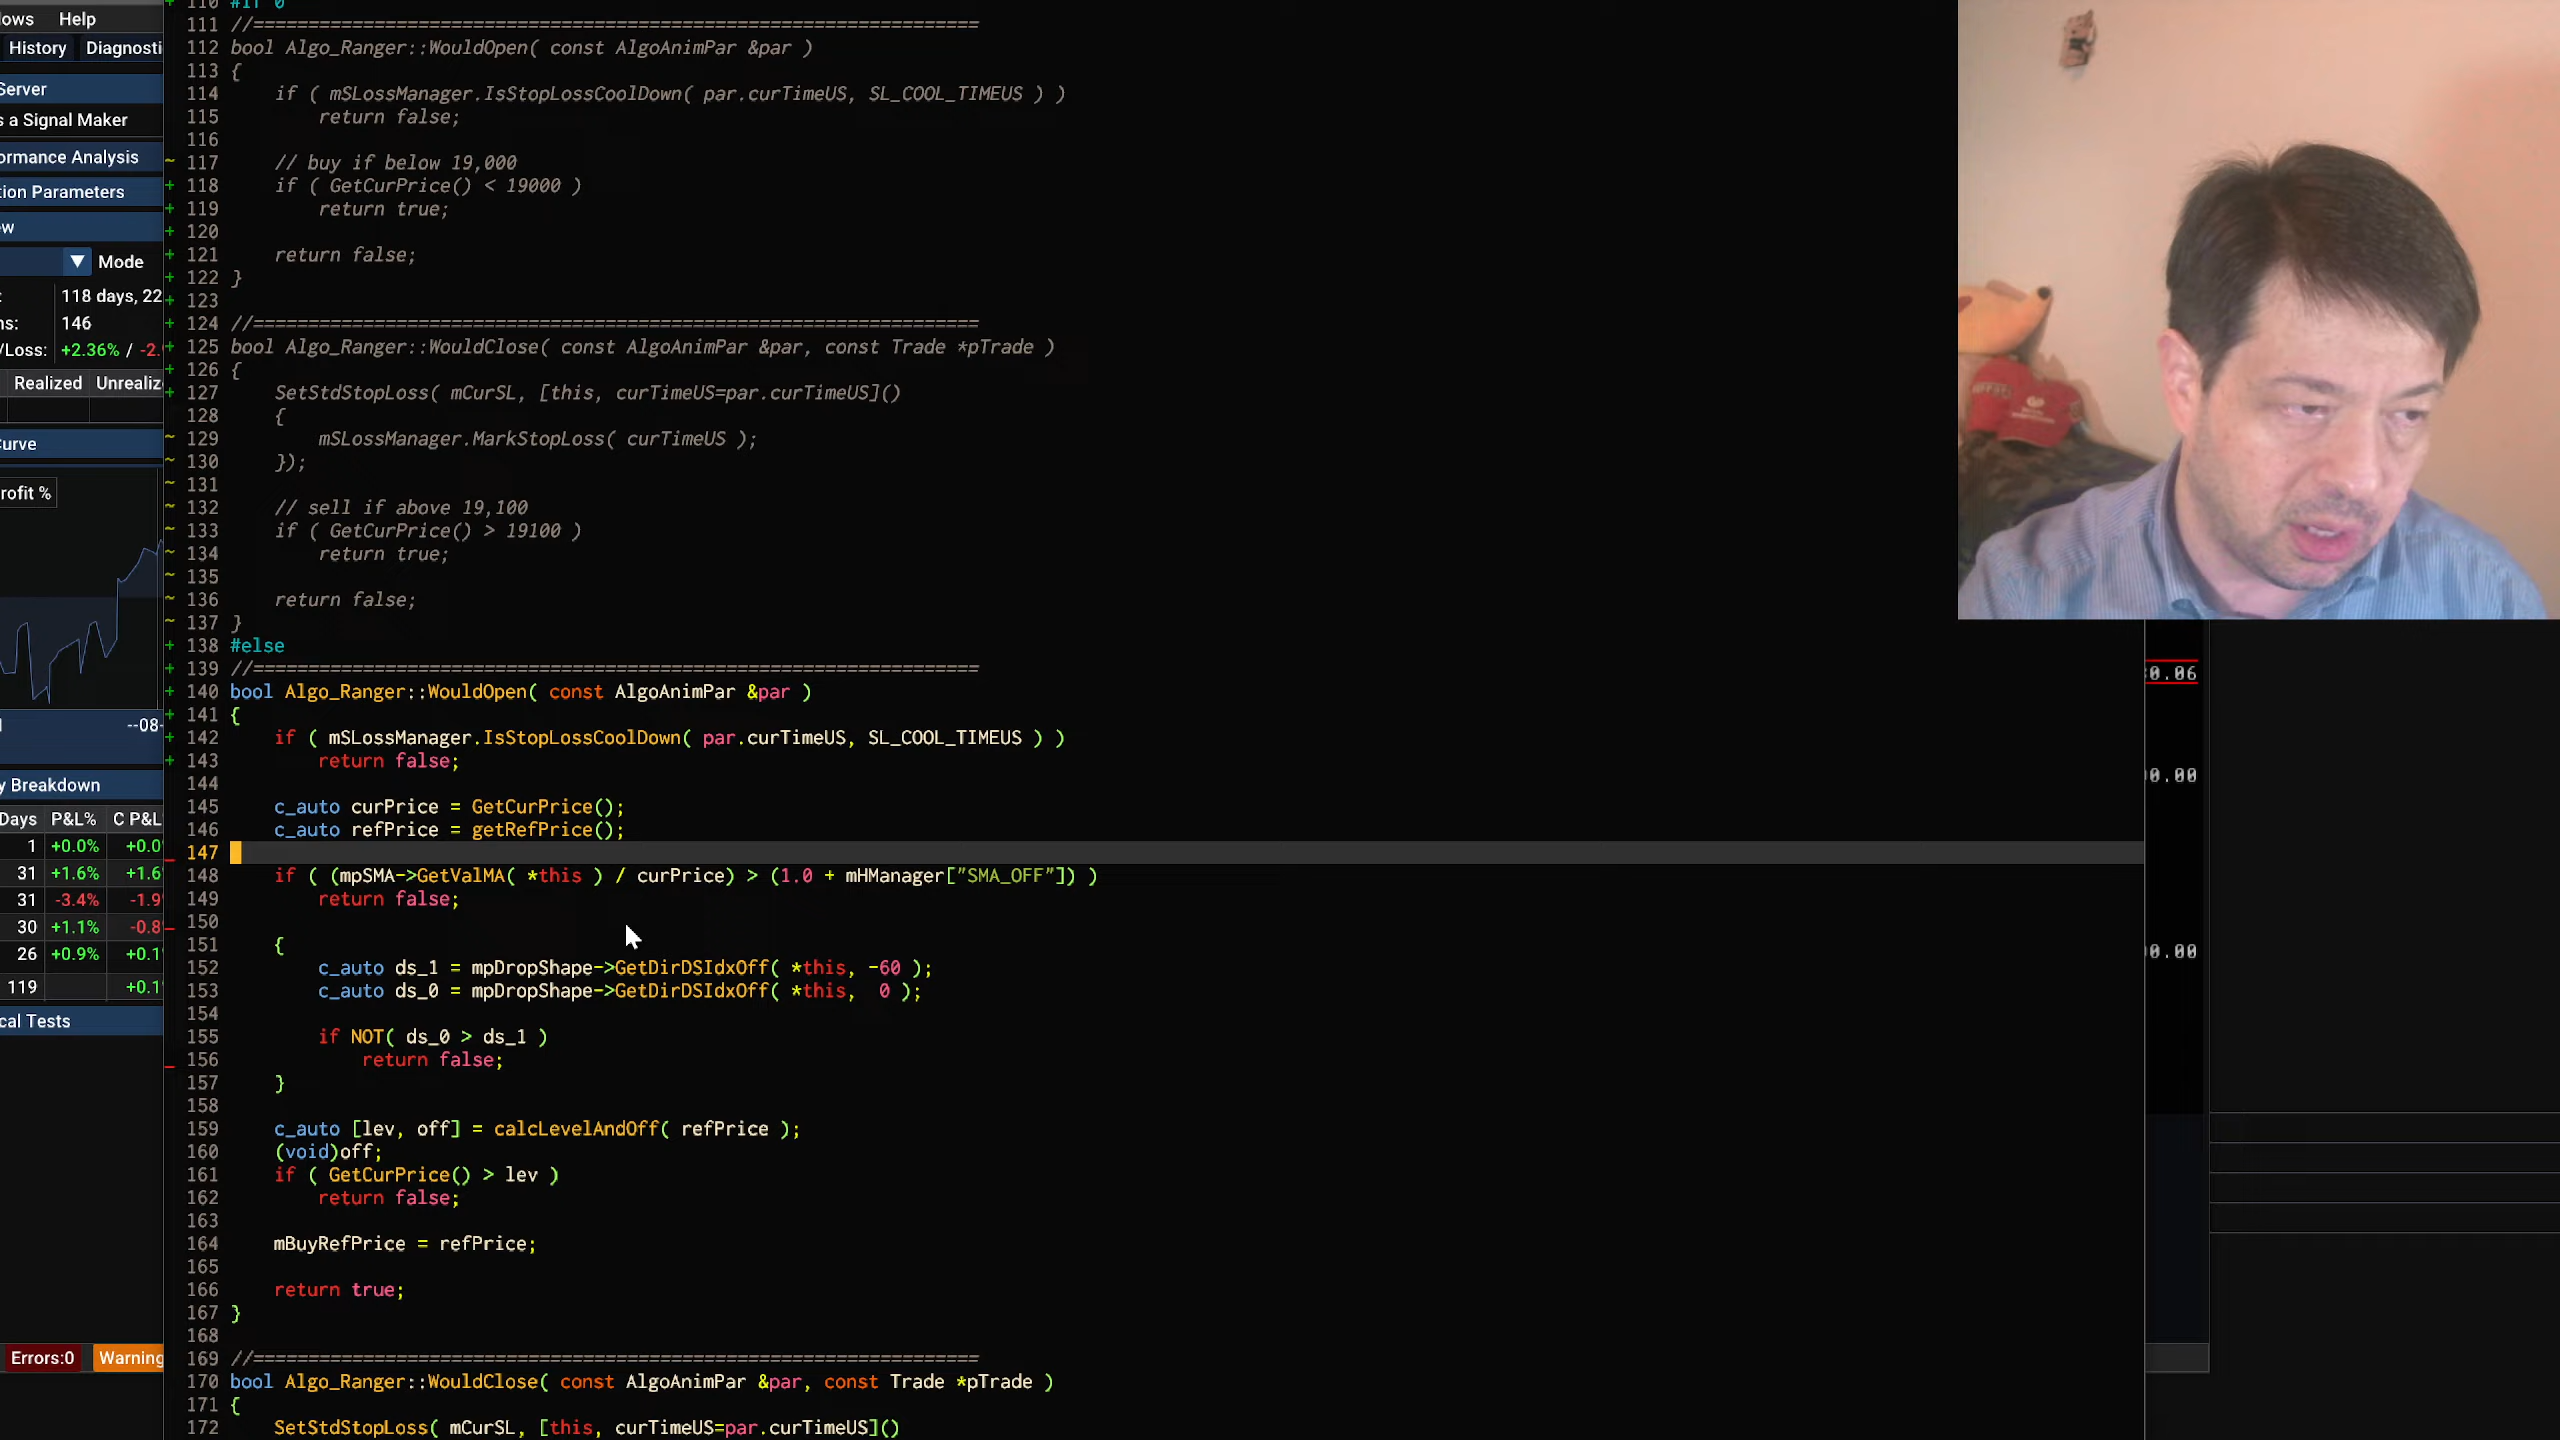 ows Help
History Diagnosti
Server
s a Signal Maker
ormance Analysis
tion Parameters
ew
Mode
: 118 days, 22
ns: 146
/Loss: +2.36% / -2.
Realized Unrealiz
Curve
rofit %
--08-
y Breakdown
Days P&L% C P&L
1 +0.0% +0.0
31 +1.6% +1.6
31 -3.4% -1.9
30 +1.1% -0.8
26 +0.9% +0.1
119 +0.1
cal Tests
Errors:0 Warning
110 #if 0
111 //==================================================================
112 bool Algo_Ranger::WouldOpen( const AlgoAnimPar &par )
113 {
114 if ( mSLossManager.IsStopLossCoolDown( par.curTimeUS, SL_COOL_TIMEUS ) )
115 return false;
116
~ 117 // buy if below 19,000
+ 118 if ( GetCurPrice() < 19000 )
+ 119 return true;
+ 120
+ 121 return false;
+ 122 }
+ 123
+ 124 //==================================================================
+ 125 bool Algo_Ranger::WouldClose( const AlgoAnimPar &par, const Trade *pTrade )
+ 126 {
+ 127 SetStdStopLoss( mCurSL, [this, curTimeUS=par.curTimeUS]()
128 {
~ 129 mSLossManager.MarkStopLoss( curTimeUS );
~ 130 });
~ 131
~ 132 // sell if above 19,100
~ 133 if ( GetCurPrice() > 19100 )
~ 134 return true;
~ 135
~ 136 return false;
~ 137 }
+ 138 #else
+ 139 //==================================================================
+ 140 bool Algo_Ranger::WouldOpen( const AlgoAnimPar &par )
+ 141 {
+ 142 if ( mSLossManager.IsStopLossCoolDown( par.curTimeUS, SL_COOL_TIMEUS ) )
+ 143 return false;
144
145 c_auto curPrice = GetCurPrice();
146 c_auto refPrice = getRefPrice();
147
148 if ( (mpSMA->GetValMA( *this ) / curPrice) > (1.0 + mHManager["SMA_OFF"]) )
149 return false;
150
151 {
152 c_auto ds_1 = mpDropShape->GetDirDSIdxOff( *this, -60 );
153 c_auto ds_0 = mpDropShape->GetDirDSIdxOff( *this, 0 );
154
155 if NOT( ds_0 > ds_1 )
156 return false;
157 }
158
159 c_auto [lev, off] = calcLevelAndOff( refPrice );
160 (void)off;
161 if ( GetCurPrice() > lev )
162 return false;
163
164 mBuyRefPrice = refPrice;
165
166 return true;
167 }
168
169 //==================================================================
170 bool Algo_Ranger::WouldClose( const AlgoAnimPar &par, const Trade *pTrade )
171 {
172 SetStdStopLoss( mCurSL, [this, curTimeUS=par.curTimeUS]()
0.06
0.00
0.00